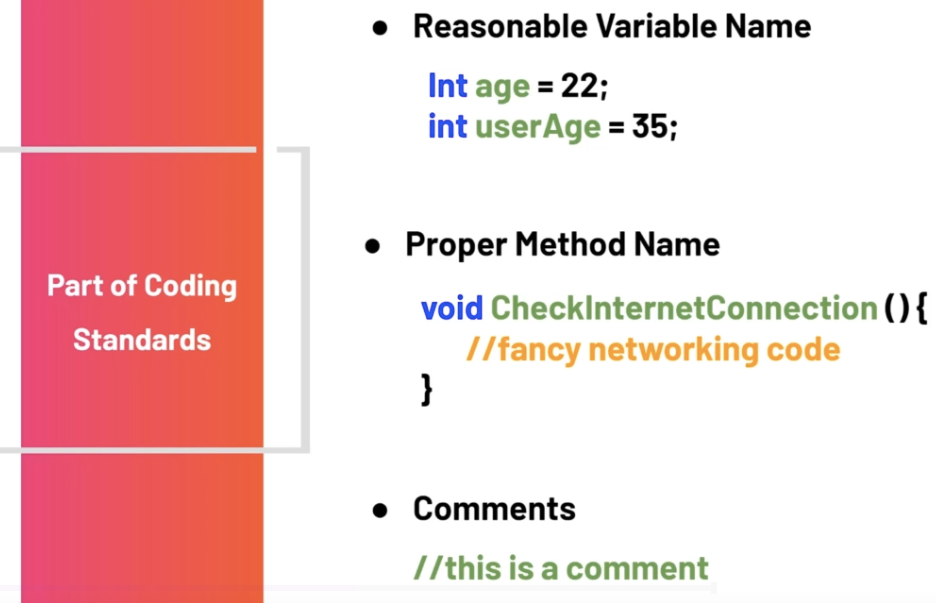 Part of Coding
Standards
● Reasonable Variable Name
Int age = 22;
int userAge = 35;
● Proper Method Name
void CheckInternetConnection () {
//fancy networking code
}
● Comments
//this is a comment